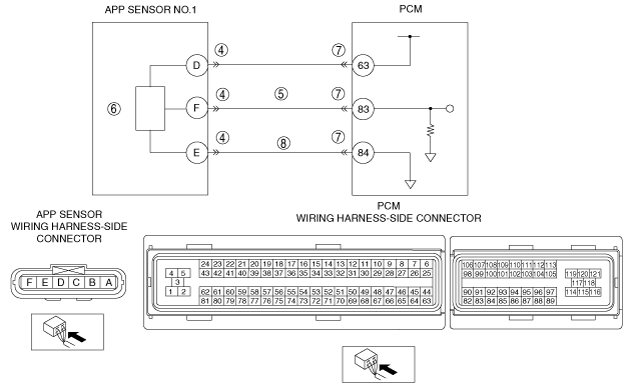 APP SENSOR NO.1
PCM
4
7
D
63
4
5
7
6
F
83
4
8
7
E
84
PCM
WIRING HARNESS-SIDE CONNECTOR
APP SENSOR
WIRING HARNESS-SIDE
CONNECTOR
F E D C B A
24 23 22 21 20 19 18 17 16 15 14 13 12 11 10 9 8 7 6
4 5 43 42 41 40 39 38 37 36 35 34 33 32 31 30 29 28 27 26 25
3
1 2 62 61 60 59 58 57 56 55 54 53 52 51 50 49 48 47 46 45 44
81 80 79 78 77 76 75 74 73 72 71 70 69 68 67 66 65 64 63
106 107 108 109 110 111 112 113
98 99 100 101 102 103 104 105 119 120 121
117 118
90 91 92 93 94 95 96 97 114 115 116
82 83 84 85 86 87 88 89